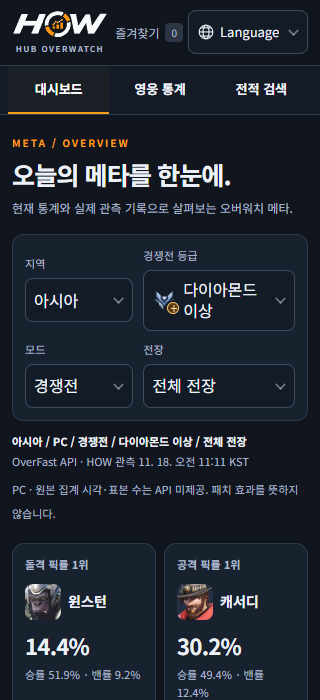 HOW
HUB OVERWATCH
즐겨찾기 0
Language
대시보드 영웅 통계 전적 검색
META / OVERVIEW
오늘의 메타를 한눈에.
현재 통계와 실제 관측 기록으로 살펴보는 오버워치 메타.
지역
아시아
경쟁전 등급
다이아몬드
이상
모드
경쟁전
전장
전체 전장
아시아 / PC / 경쟁전 / 다이아몬드 이상 / 전체 전장
OverFast API · HOW 관측 11. 18. 오전 11:11 KST
PC · 원본 집계 시각·표본 수는 API 미제공. 패치 효과를 뜻하지
않습니다.
돌격 픽률 1위
윈스턴
14.4%
승률 51.9% · 밴률 9.2%
공격 픽률 1위
캐서디
30.2%
승률 49.4% · 밴률
12.4%